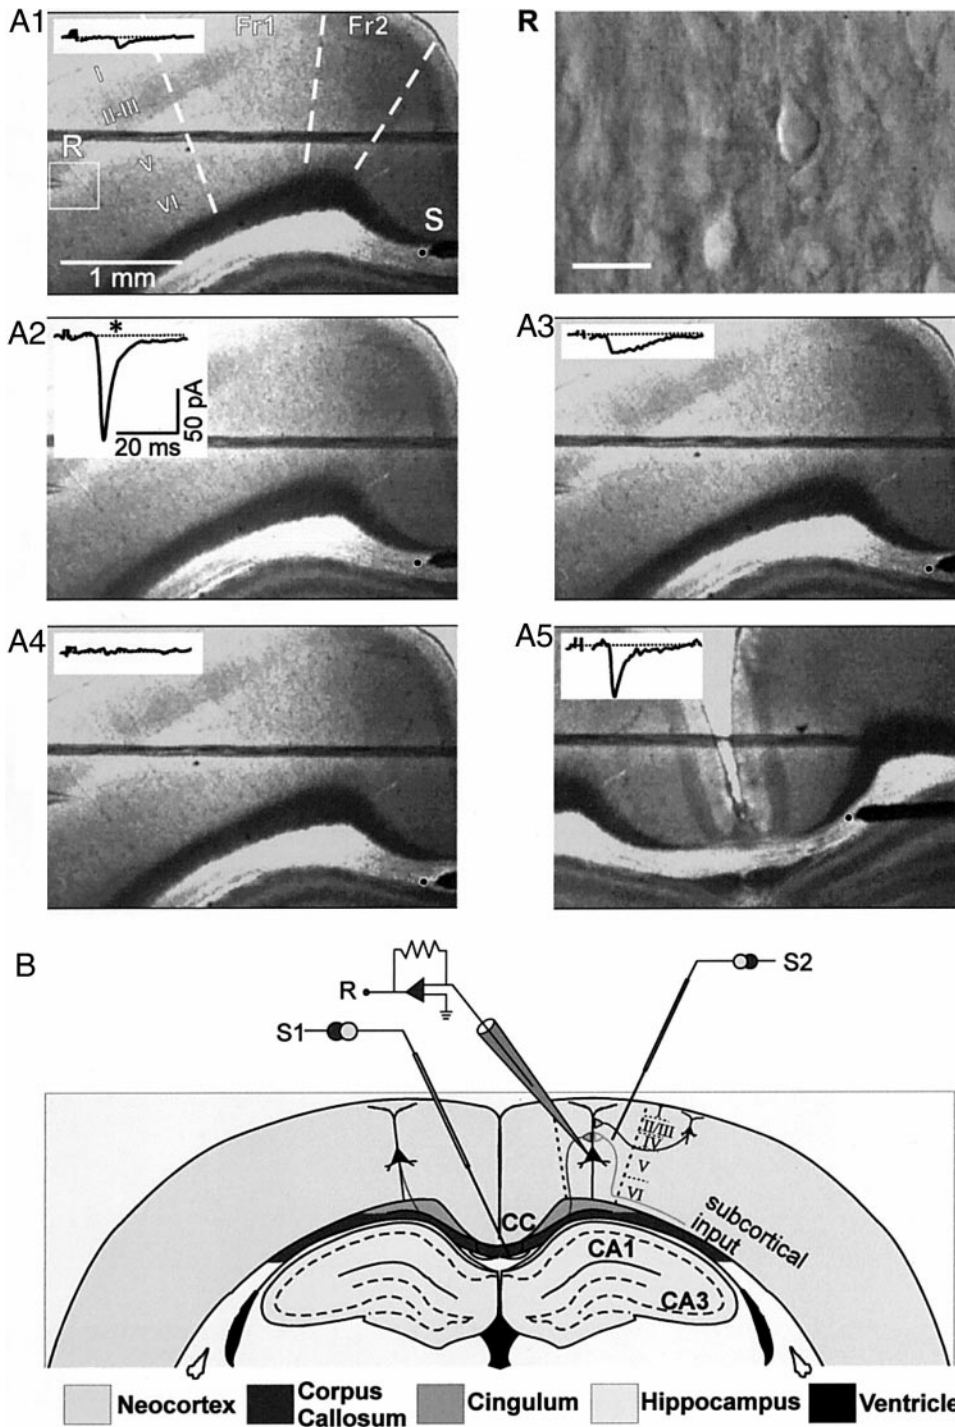 A1
Fr1
Fr2
I
II-III
R
V
VI
S
1 mm
R
A2
*
50 pA
20 ms
A3
A4
A5
B
R
S1
S2
II/III
IV
V
VI
CC
CA1
CA3
subcortical
input
Neocortex
Corpus
Callosum
Cingulum
Hippocampus
Ventricle